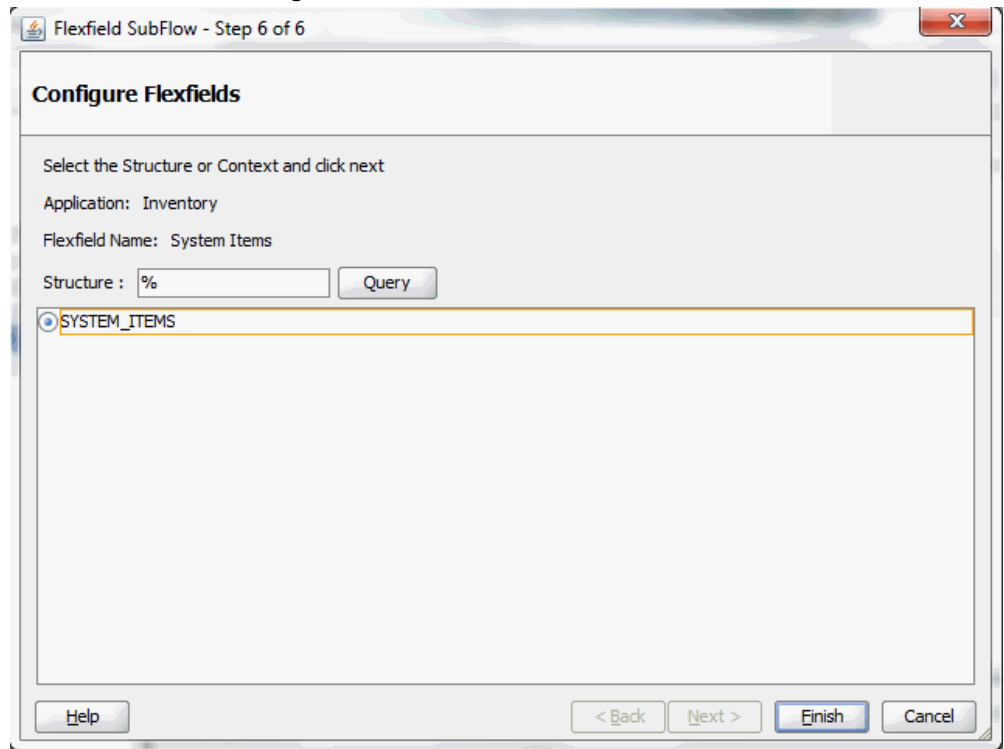 Flexfield SubFlow - Step 6 of 6
x
Configure Flexfields
Select the Structure or Context and click next
Application: Inventory
Flexfield Name: System Items
Structure : % Query
SYSTEM_ITEMS
Help < Back Next > Finish Cancel